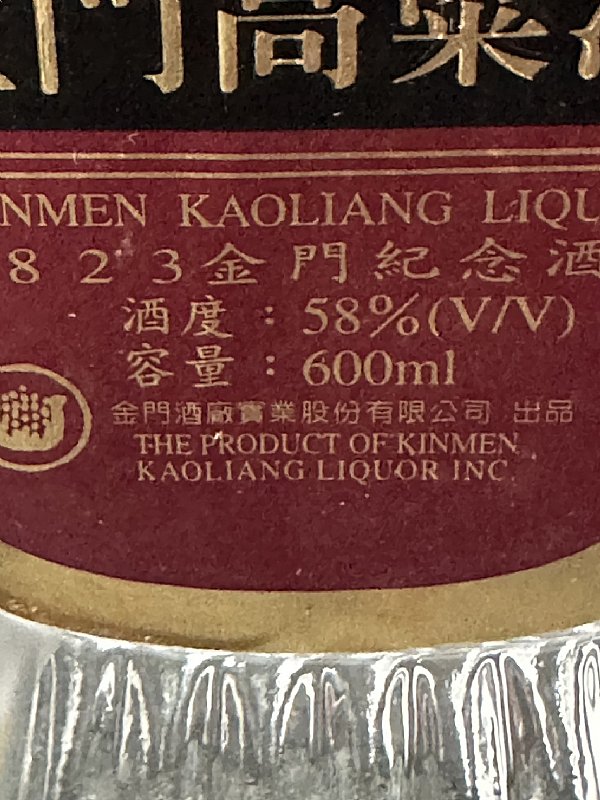 門高粱
KINMEN KAOLIANG LIQU
823金門紀念酒
酒度：58%(V/V)
容量：600ml
金門酒廠實業股份有限公司 出品
THE PRODUCT OF KINMEN
KAOLIANG LIQUOR INC